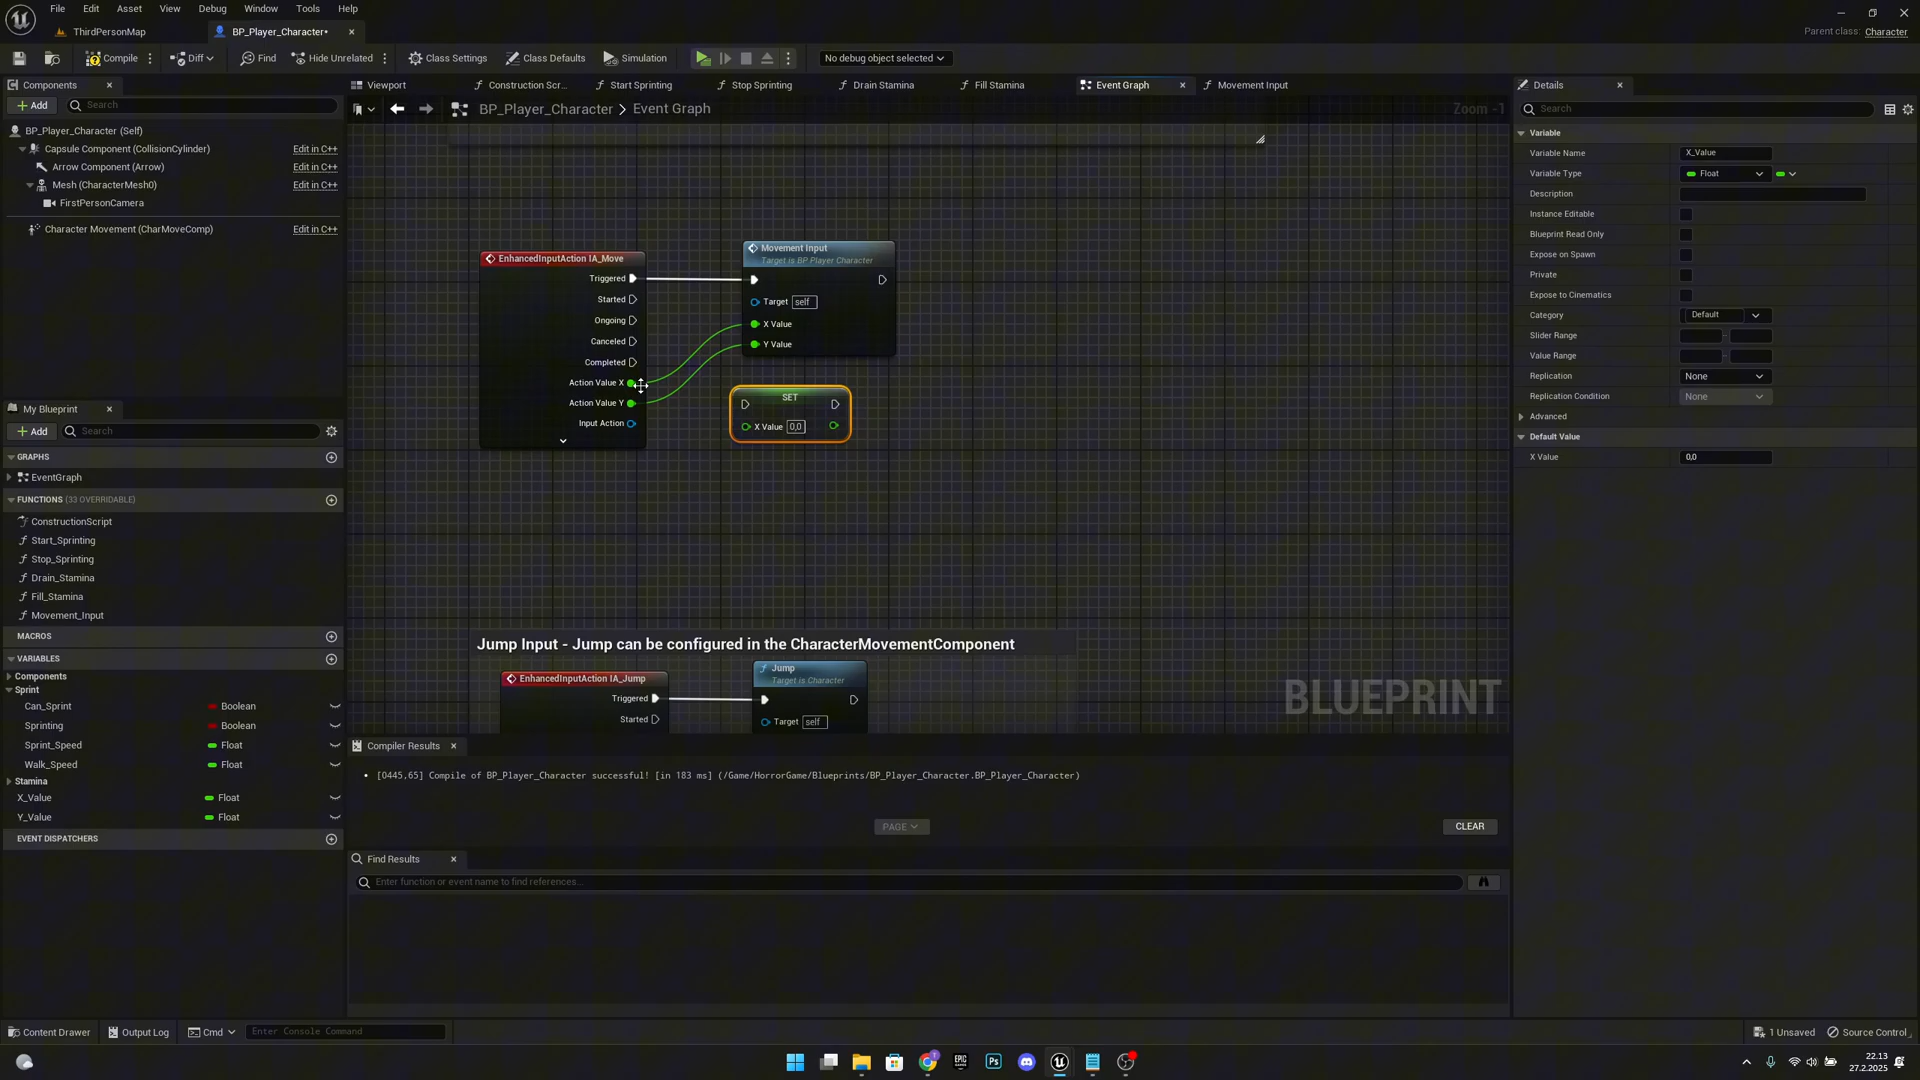 File Edit Asset View Debug Window Tools Help
ThirdPersonMap
BP_Player_Character•
Parent class: Character
Compile
Diff
Find
Hide Unrelated
Class Settings
Class Defaults
Simulation
No debug object selected
Components
Add
Search
BP_Player_Character (Self)
Capsule Component (CollisionCylinder) Edit in C++
Arrow Component (Arrow) Edit in C++
Mesh (CharacterMesh0) Edit in C++
FirstPersonCamera
Character Movement (CharMoveComp) Edit in C++
My Blueprint
Add
Search
GRAPHS
EventGraph
FUNCTIONS (33 OVERRIDABLE)
ConstructionScript
Start_Sprinting
Stop_Sprinting
Drain_Stamina
Fill_Stamina
Movement_Input
MACROS
VARIABLES
Components
Sprint
Can_Sprint Boolean
Sprinting Boolean
Sprint_Speed Float
Walk_Speed Float
Stamina
X_Value Float
Y_Value Float
EVENT DISPATCHERS
Viewport
Construction Scr...
Start Sprinting
Stop Sprinting
Drain Stamina
Fill Stamina
Event Graph
Movement Input
BP_Player_Character > Event Graph
Zoom -1
EnhancedInputAction IA_Move
Triggered
Started
Ongoing
Canceled
Completed
Action Value X
Action Value Y
Input Action
Movement Input
Target is BP Player Character
Target self
X Value
Y Value
SET
X Value 0,0
Jump Input - Jump can be configured in the CharacterMovementComponent
EnhancedInputAction IA_Jump
Triggered
Started
Jump
Target is Character
Target self
BLUEPRINT
Compiler Results
[0445,65] Compile of BP_Player_Character successful! [in 183 ms] (/Game/HorrorGame/Blueprints/BP_Player_Character.BP_Player_Character)
PAGE
CLEAR
Find Results
Enter function or event name to find references...
Details
Search
Variable
Variable Name X_Value
Variable Type Float
Description
Instance Editable
Blueprint Read Only
Expose on Spawn
Private
Expose to Cinematics
Category Default
Slider Range
Value Range
Replication None
Replication Condition None
Advanced
Default Value
X Value 0,0
Content Drawer
Output Log
Cmd
Enter Console Command
1 Unsaved
Source Control
EPIC GAMES
Ps
22.13
27.2.2025